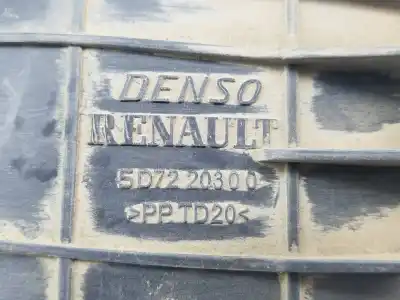 DENSO
RENAULT
5D72 20300
>PP.TD20<